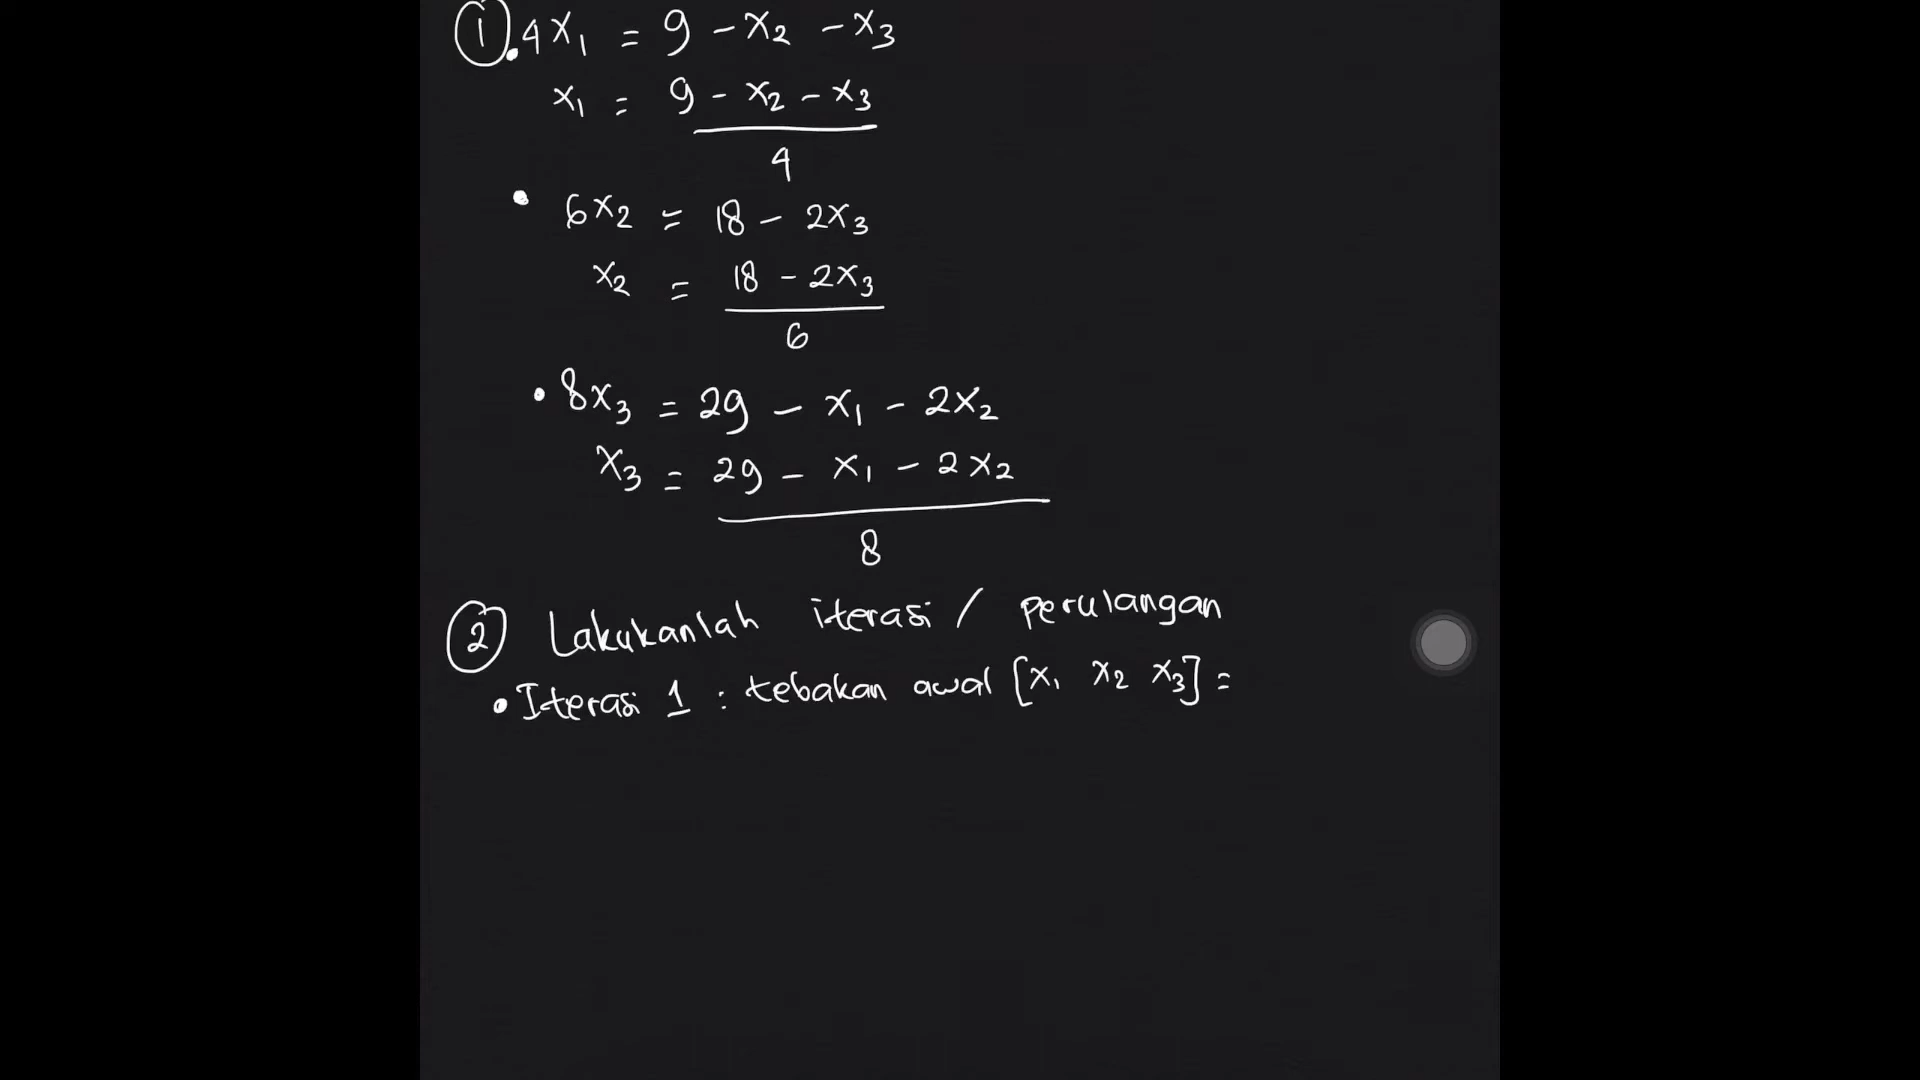 ① • 4x₁ = 9 - x₂ - x₃
x₁ = 9 - x₂ - x₃
4
• 6x₂ = 18 - 2x₃
x₂ = 18 - 2x₃
6
• 8x₃ = 29 - x₁ - 2x₂
x₃ = 29 - x₁ - 2x₂
8
② Lakukanlah iterasi / perulangan
• Iterasi 1 : tebakan awal [x₁ x₂ x₃] =